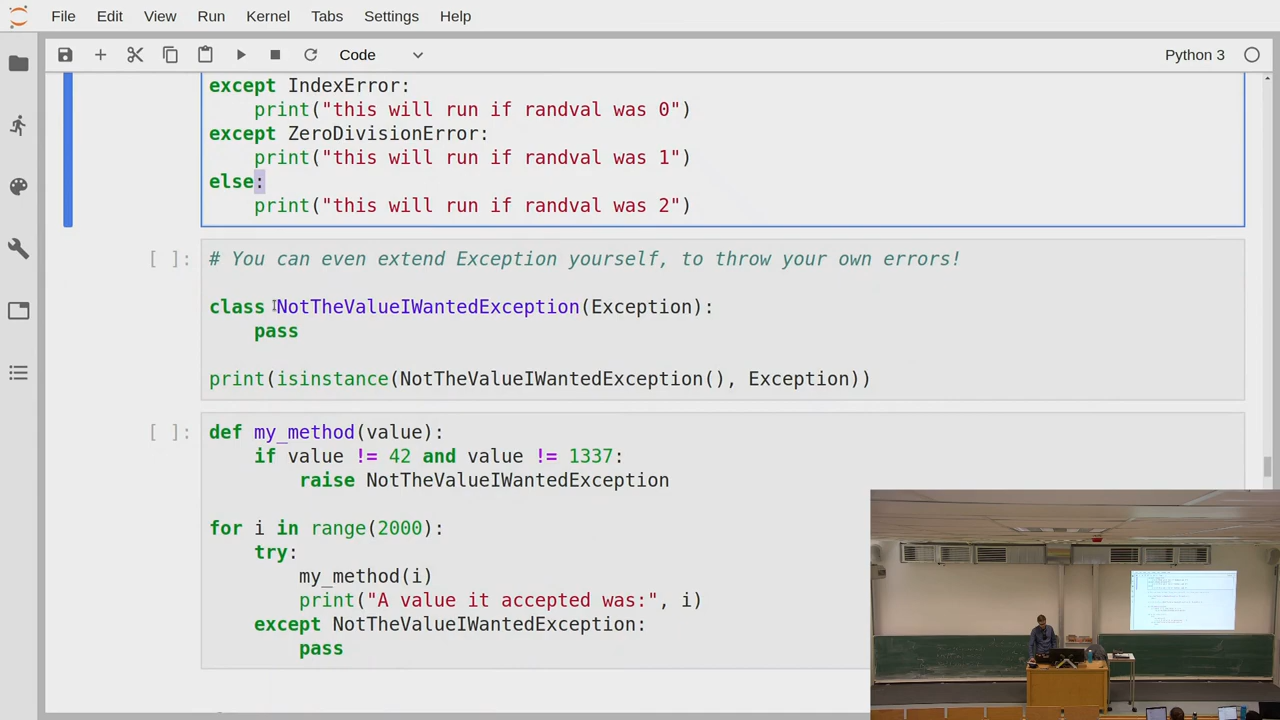 File Edit View Run Kernel Tabs Settings Help
Code Python 3
except IndexError:
    print("this will run if randval was 0")
except ZeroDivisionError:
    print("this will run if randval was 1")
else:
    print("this will run if randval was 2")
[ ]: # You can even extend Exception yourself, to throw your own errors!
class NotTheValueIWantedException(Exception):
    pass
print(isinstance(NotTheValueIWantedException(), Exception))
[ ]: def my_method(value):
    if value != 42 and value != 1337:
        raise NotTheValueIWantedException
for i in range(2000):
    try:
        my_method(i)
        print("A value it accepted was:", i)
    except NotTheValueIWantedException:
        pass